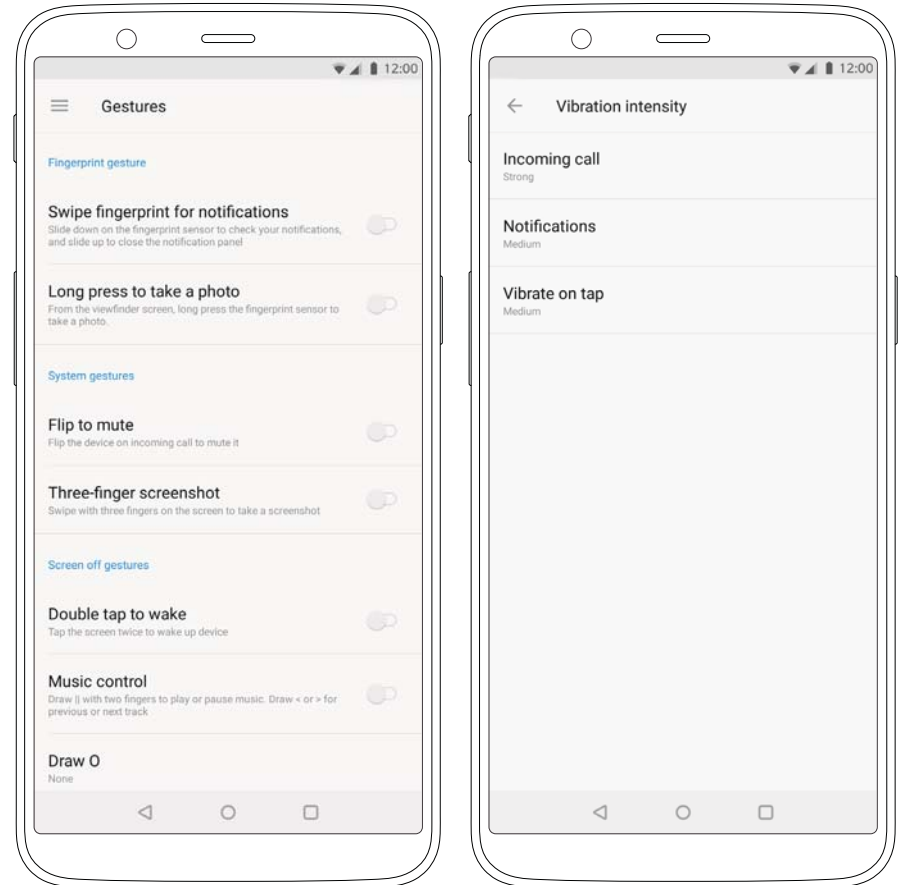 12:00
Gestures
Fingerprint gesture
Swipe fingerprint for notifications
Slide down on the fingerprint sensor to check your notifications,
and slide up to close the notification panel
Long press to take a photo
From the viewfinder screen, long press the fingerprint sensor to
take a photo.
System gestures
Flip to mute
Flip the device on incoming call to mute it
Three-finger screenshot
Swipe with three fingers on the screen to take a screenshot
Screen off gestures
Double tap to wake
Tap the screen twice to wake up device
Music control
Draw || with two fingers to play or pause music. Draw < or > for
previous or next track
Draw O
None
12:00
Vibration intensity
Incoming call
Strong
Notifications
Medium
Vibrate on tap
Medium